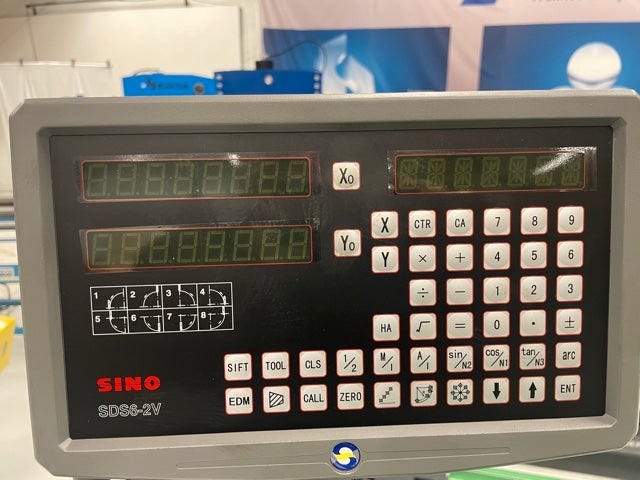 X0
Y0
X CTR CA 7 8 9
Y × + 4 5 6
÷ − 1 2 3
1 2 3 4
5 6 7 8
HA √ = 0 . ±
SIFT TOOL CLS 1/2 M/I A/I sin/N2 cos/N1 tan/N3 arc
SINO
SDS6-2V
EDM CALL ZERO ENT